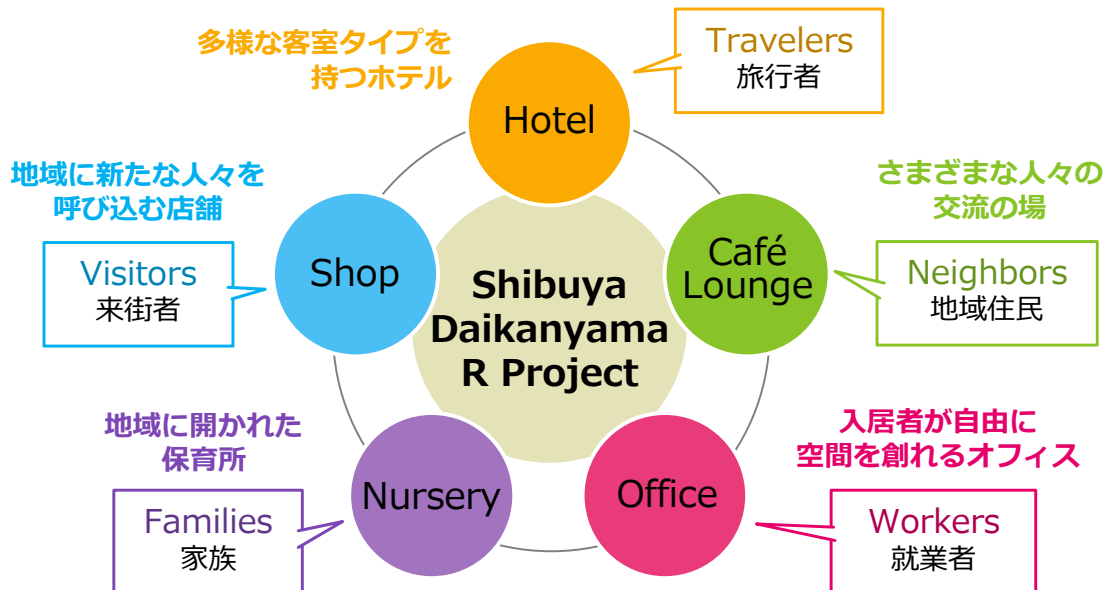 多様な客室タイプを
持つホテル
Hotel
Travelers
旅行者
地域に新たな人々を
呼び込む店舗
Visitors
来街者
Shop
Shibuya
Daikanyama
R Project
Café
Lounge
さまざまな人々の
交流の場
Neighbors
地域住民
地域に開かれた
保育所
Families
家族
Nursery
Office
入居者が自由に
空間を創れるオフィス
Workers
就業者